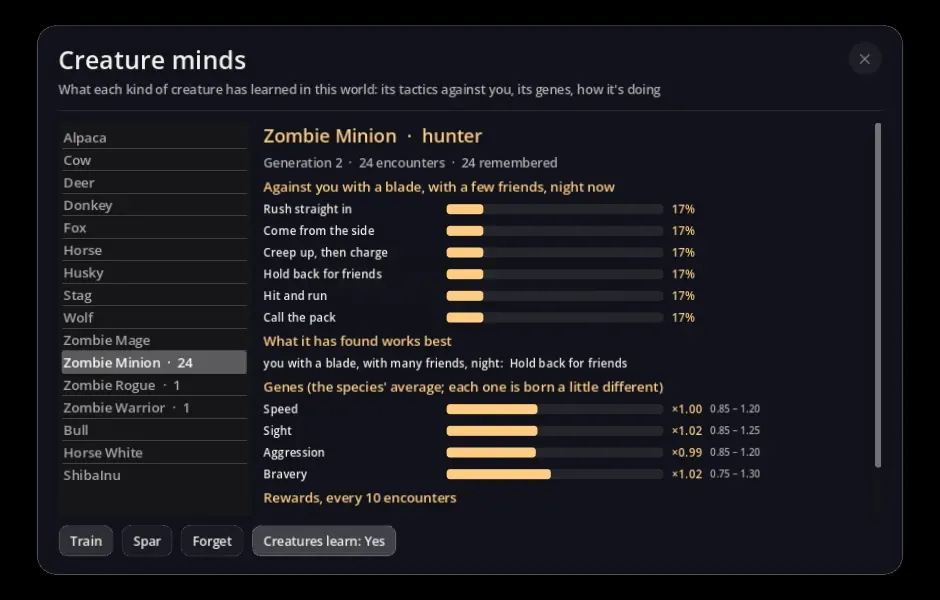 Creature minds
What each kind of creature has learned in this world: its tactics against you, its genes, how it's doing
Alpaca
Cow
Deer
Donkey
Fox
Horse
Husky
Stag
Wolf
Zombie Mage
Zombie Minion · 24
Zombie Rogue · 1
Zombie Warrior · 1
Bull
Horse White
ShibaInu
Zombie Minion · hunter
Generation 2 · 24 encounters · 24 remembered
Against you with a blade, with a few friends, night now
Rush straight in 17%
Come from the side 17%
Creep up, then charge 17%
Hold back for friends 17%
Hit and run 17%
Call the pack 17%
What it has found works best
you with a blade, with many friends, night: Hold back for friends
Genes (the species' average; each one is born a little different)
Speed ×1.00 0.85 – 1.20
Sight ×1.02 0.85 – 1.25
Aggression ×0.99 0.85 – 1.20
Bravery ×1.02 0.75 – 1.30
Rewards, every 10 encounters
Train Spar Forget Creatures learn: Yes